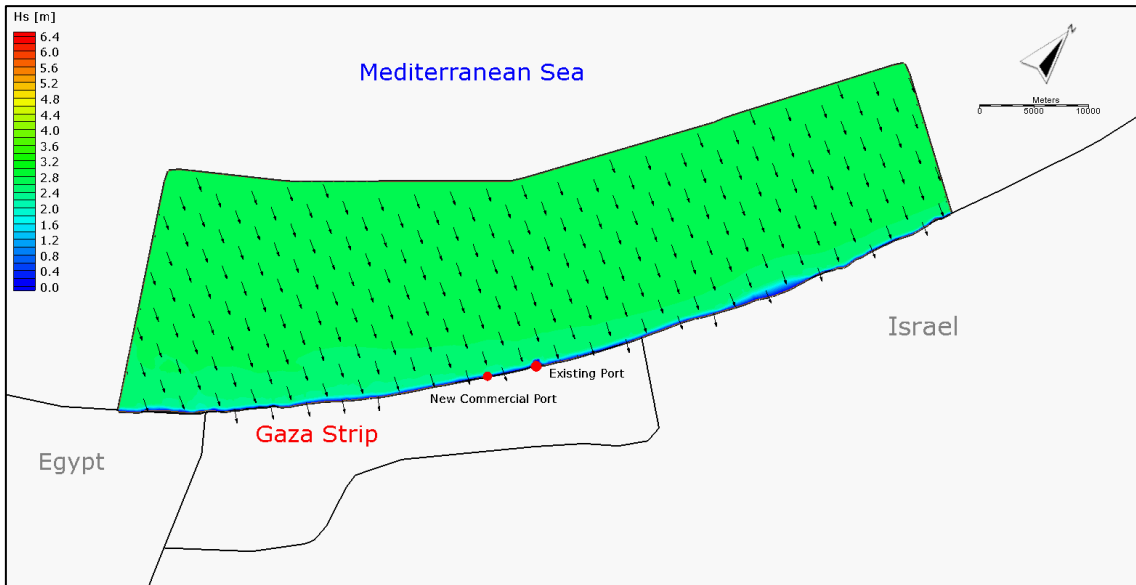 Hs [m]
6.4
6.0
5.6
5.2
4.8
4.4
4.0
3.6
3.2
2.8
2.4
2.0
1.6
1.2
0.8
0.4
0.0
Mediterranean Sea
N
Meters
0 5000 10000
Israel
Existing Port
New Commercial Port
Gaza Strip
Egypt